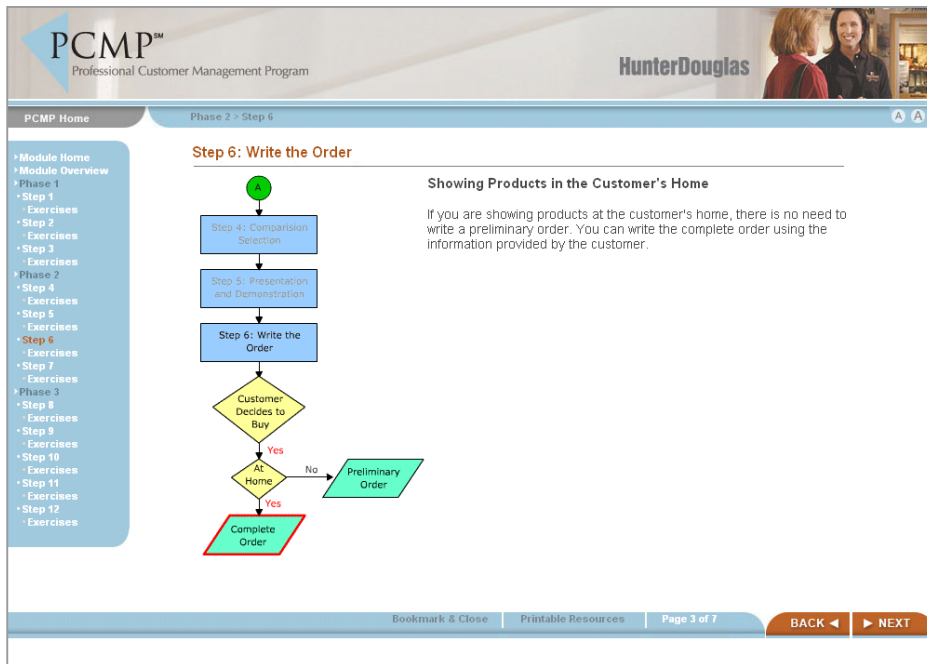 PCMP℠
Professional Customer Management Program
HunterDouglas
PCMP Home
Phase 2 > Step 6
A A
Module Home
Module Overview
Phase 1
Step 1
Exercises
Step 2
Exercises
Step 3
Exercises
Phase 2
Step 4
Exercises
Step 5
Exercises
Step 6
Exercises
Step 7
Exercises
Phase 3
Step 8
Exercises
Step 9
Exercises
Step 10
Exercises
Step 11
Exercises
Step 12
Exercises
Step 6: Write the Order
A
Step 4: Comparision
Selection
Step 5: Presentation
and Demonstration
Step 6: Write the
Order
Customer
Decides to
Buy
Yes
At
Home
No
Preliminary
Order
Yes
Complete
Order
Showing Products in the Customer's Home
If you are showing products at the customer's home, there is no need to
write a preliminary order. You can write the complete order using the
information provided by the customer.
Bookmark & Close
Printable Resources
Page 3 of 7
BACK
NEXT